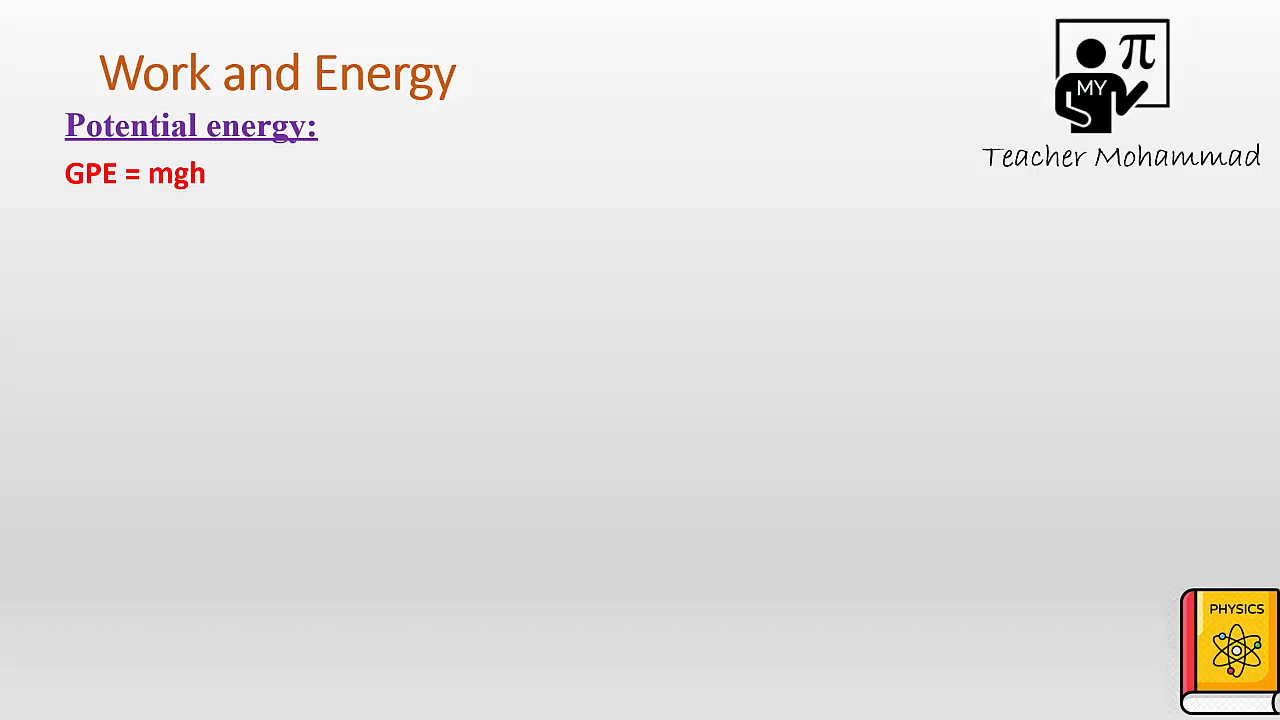 Work and Energy
Potential energy:
GPE = mgh
π
MY
Teacher Mohammad
PHYSICS